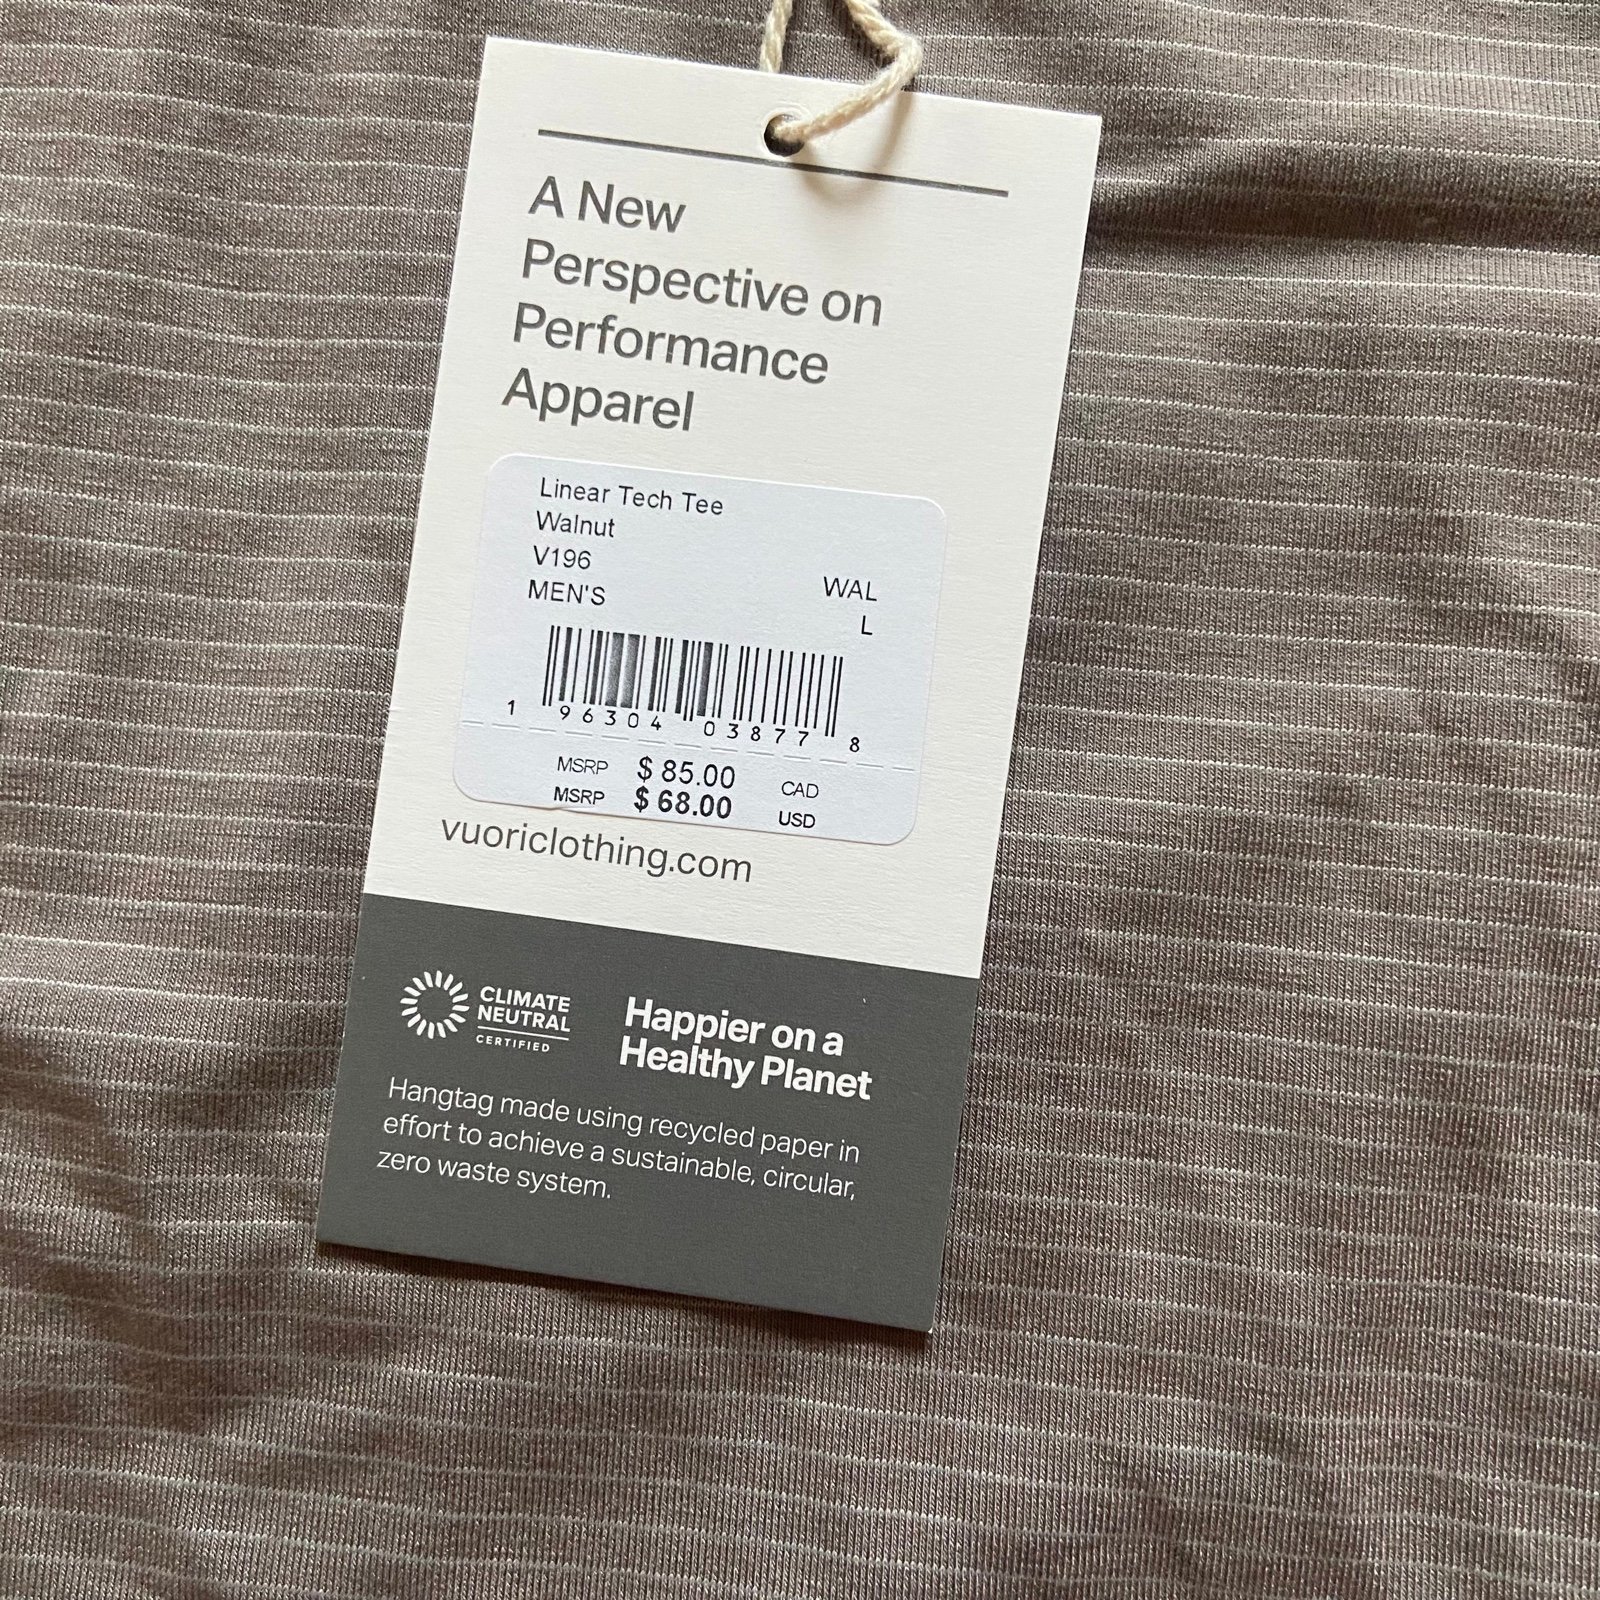 A New
Perspective on
Performance
Apparel
Linear Tech Tee
Walnut
V196
MEN'S WAL
L
1 96304 03877 8
MSRP $ 85.00 CAD
MSRP $ 68.00 USD
vuoriclothing.com
CLIMATE
NEUTRAL
CERTIFIED
Happier on a
Healthy Planet
Hangtag made using recycled paper in
effort to achieve a sustainable, circular,
zero waste system.